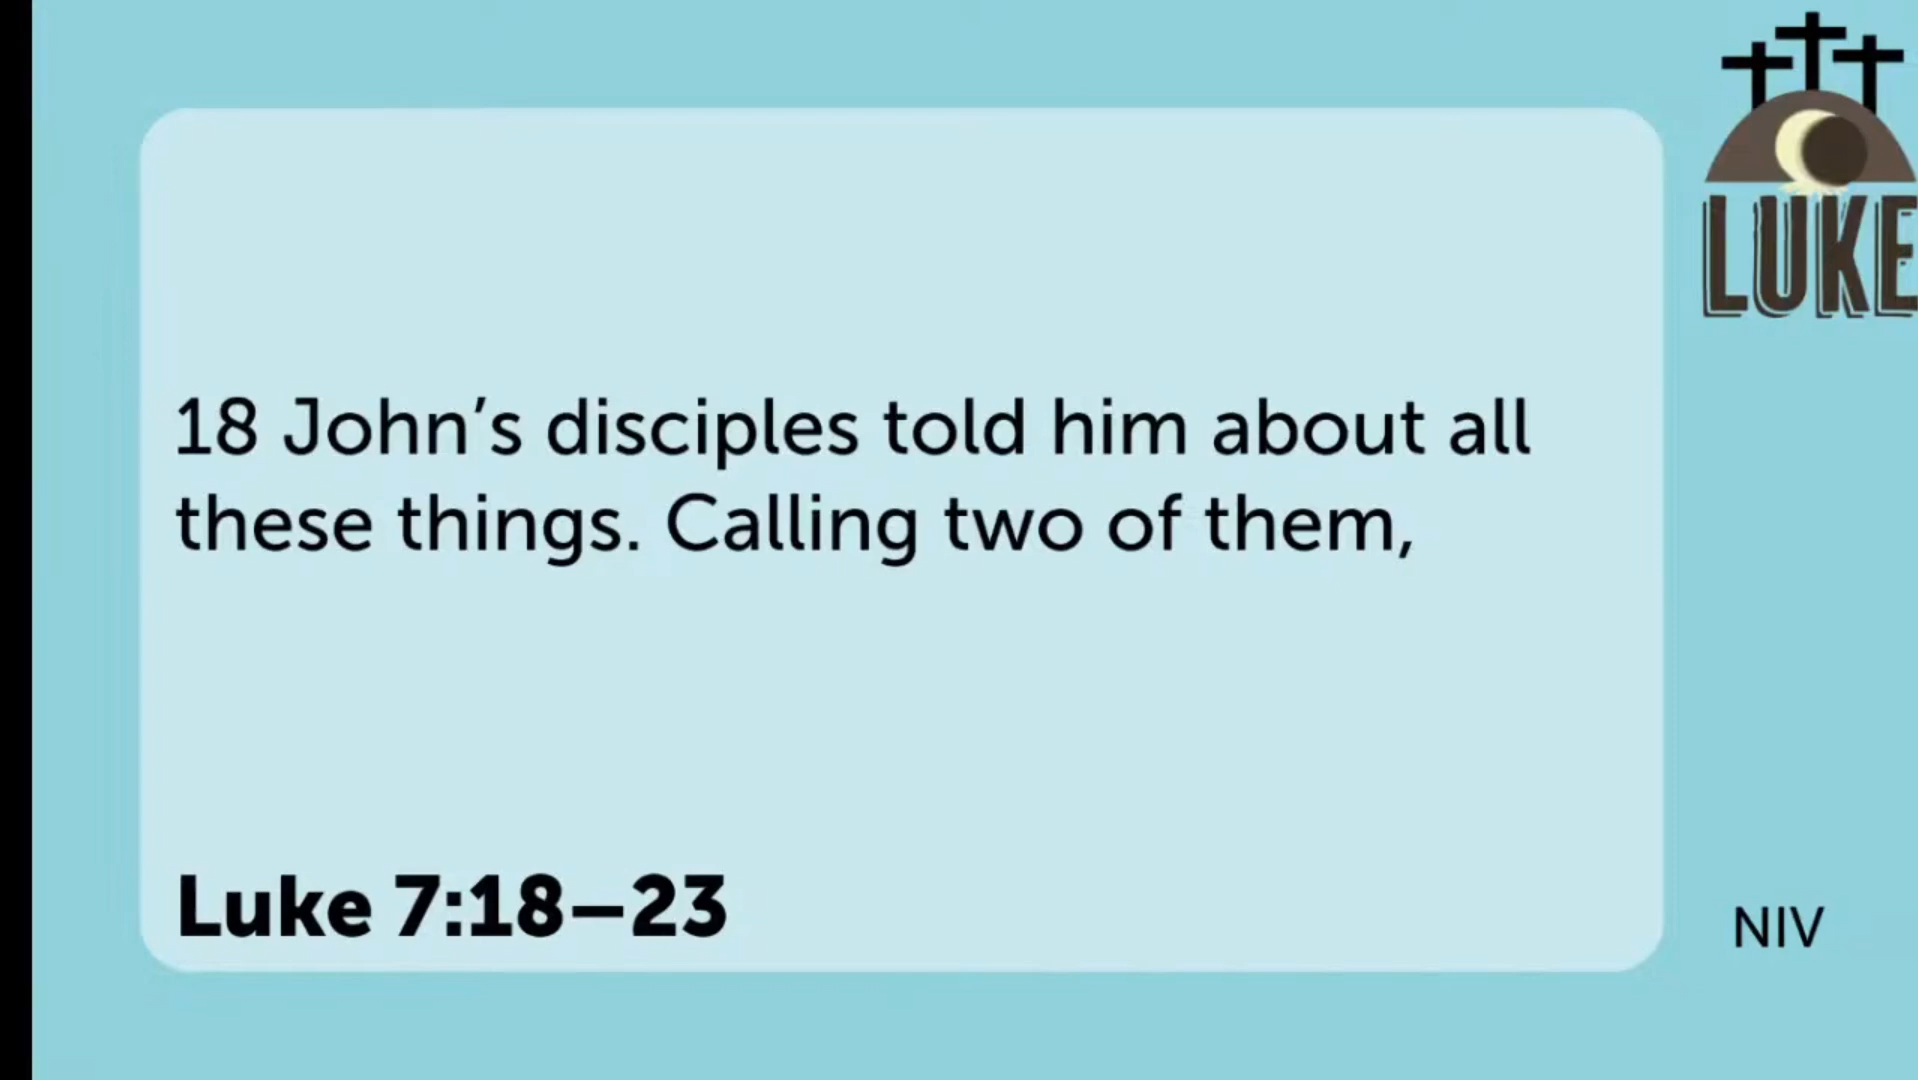 LUKE
18 John’s disciples told him about all
these things. Calling two of them,
Luke 7:18–23
NIV